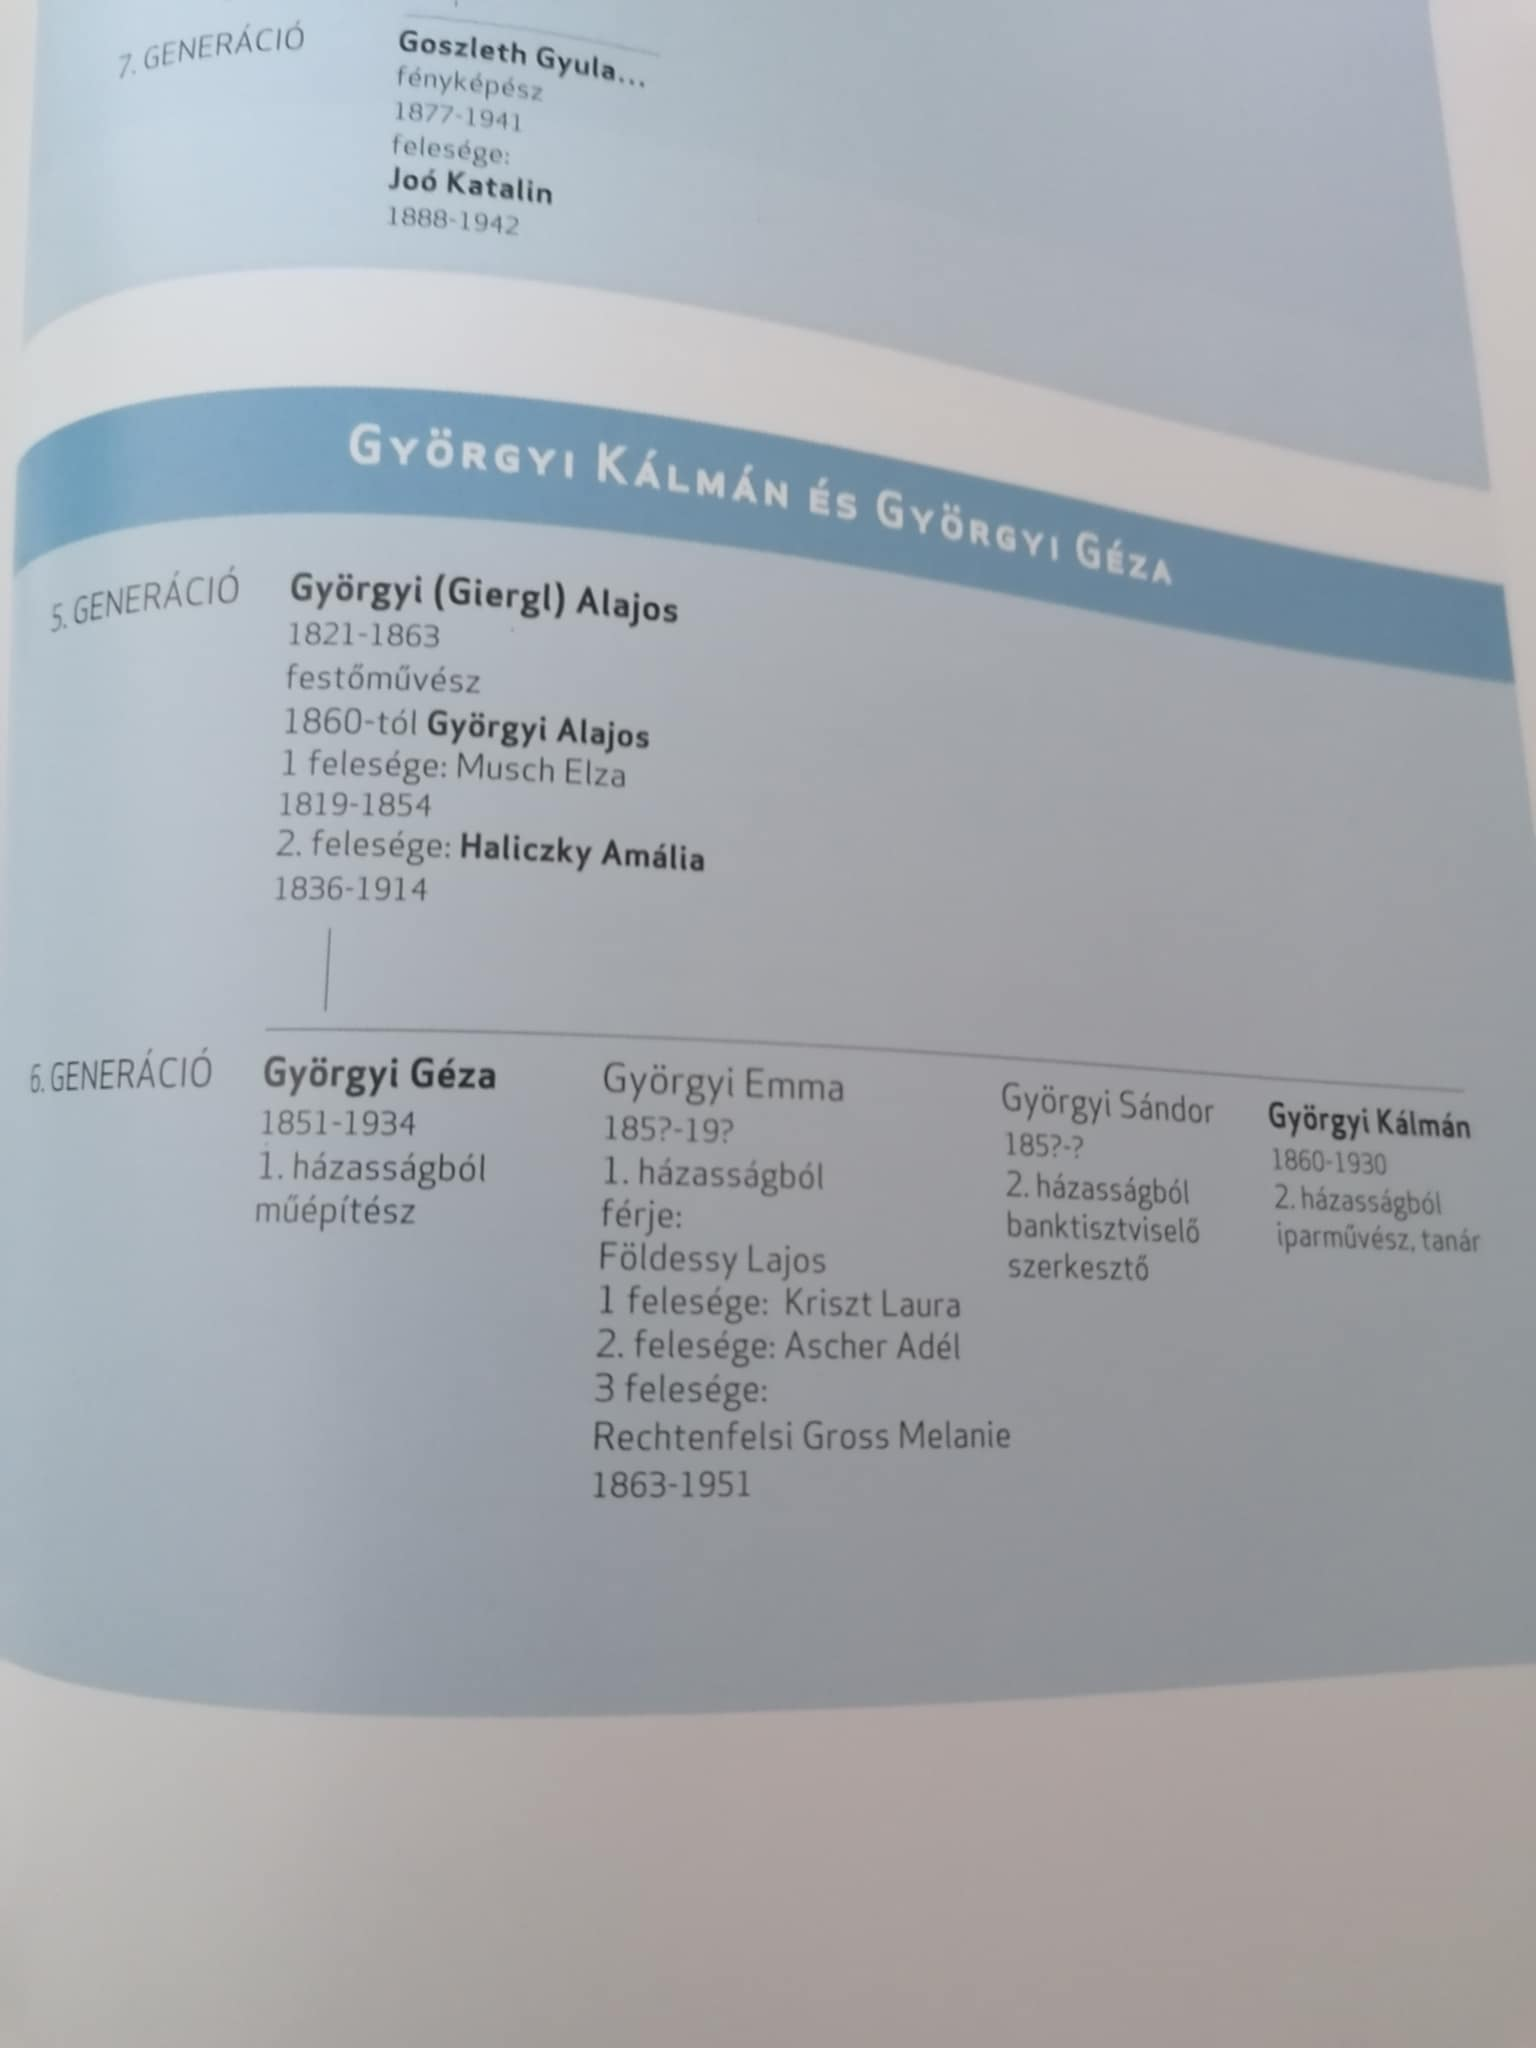 7. GENERÁCIÓ
Goszleth Gyula...
fényképész
1877-1941
felesége:
Joó Katalin
1888-1942
GYÖRGYI KÁLMÁN ÉS GYÖRGYI GÉZA
5. GENERÁCIÓ
Györgyi (Giergl) Alajos
1821-1863
festőművész
1860-tól Györgyi Alajos
1 felesége: Musch Elza
1819-1854
2. felesége: Haliczky Amália
1836-1914
6. GENERÁCIÓ
Györgyi Géza
1851-1934
1. házasságból
műépítész
Györgyi Emma
185?-19?
1. házasságból
férje:
Földessy Lajos
1 felesége: Kriszt Laura
2. felesége: Ascher Adél
3 felesége:
Rechtenfelsi Gross Melanie
1863-1951
Györgyi Sándor
185?-?
2. házasságból
banktisztviselő
szerkesztő
Györgyi Kálmán
1860-1930
2. házasságból
iparművész, tanár